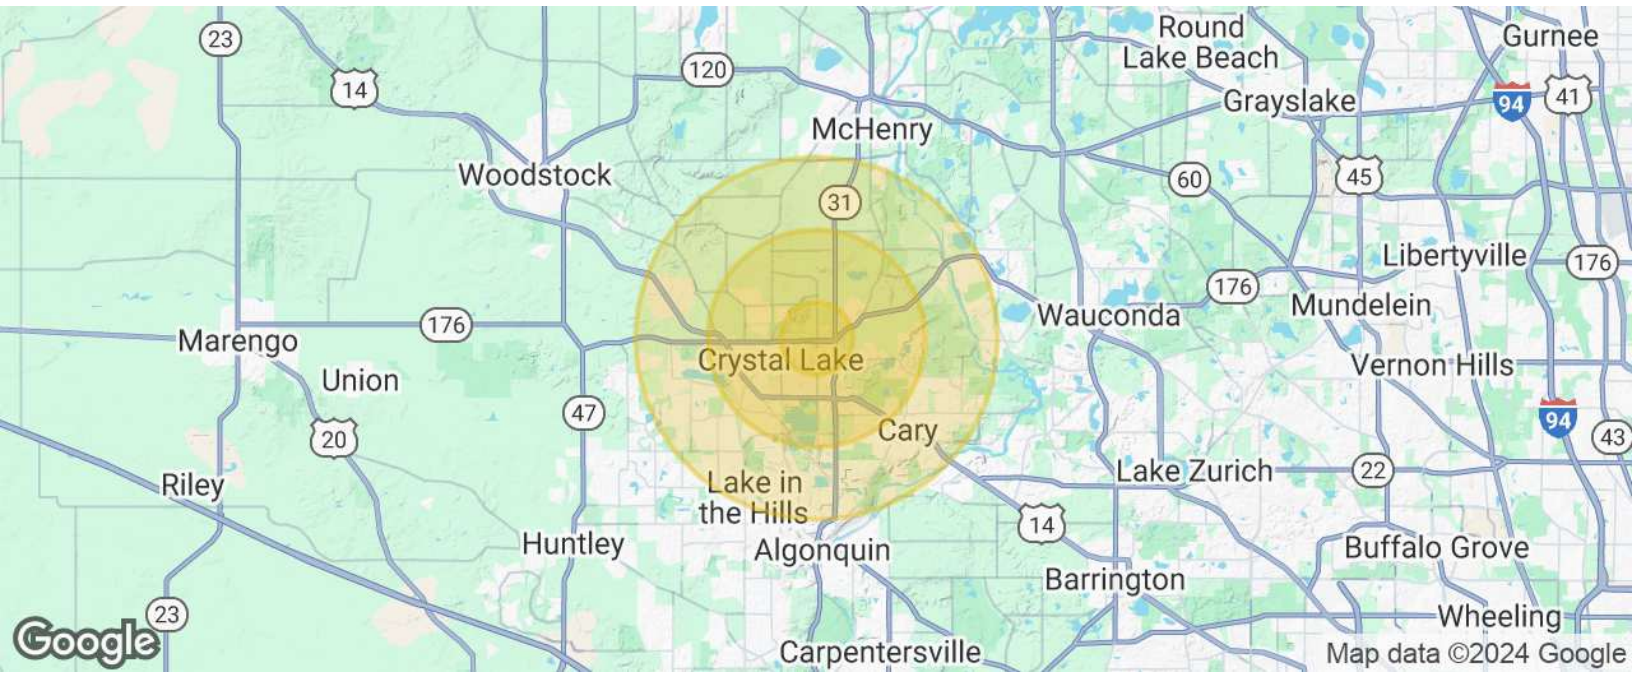 23
Round
Lake Beach
Gurnee
14
120
Grayslake
94
41
McHenry
Woodstock
60
45
31
Libertyville
176
176
Mundelein
Wauconda
176
Marengo
Crystal Lake
Vernon Hills
Union
47
94
20
Cary
43
Riley
Lake in
the Hills
Lake Zurich
22
14
Huntley
Algonquin
Buffalo Grove
Barrington
23
Wheeling
Google
Carpentersville
Map data ©2024 Google